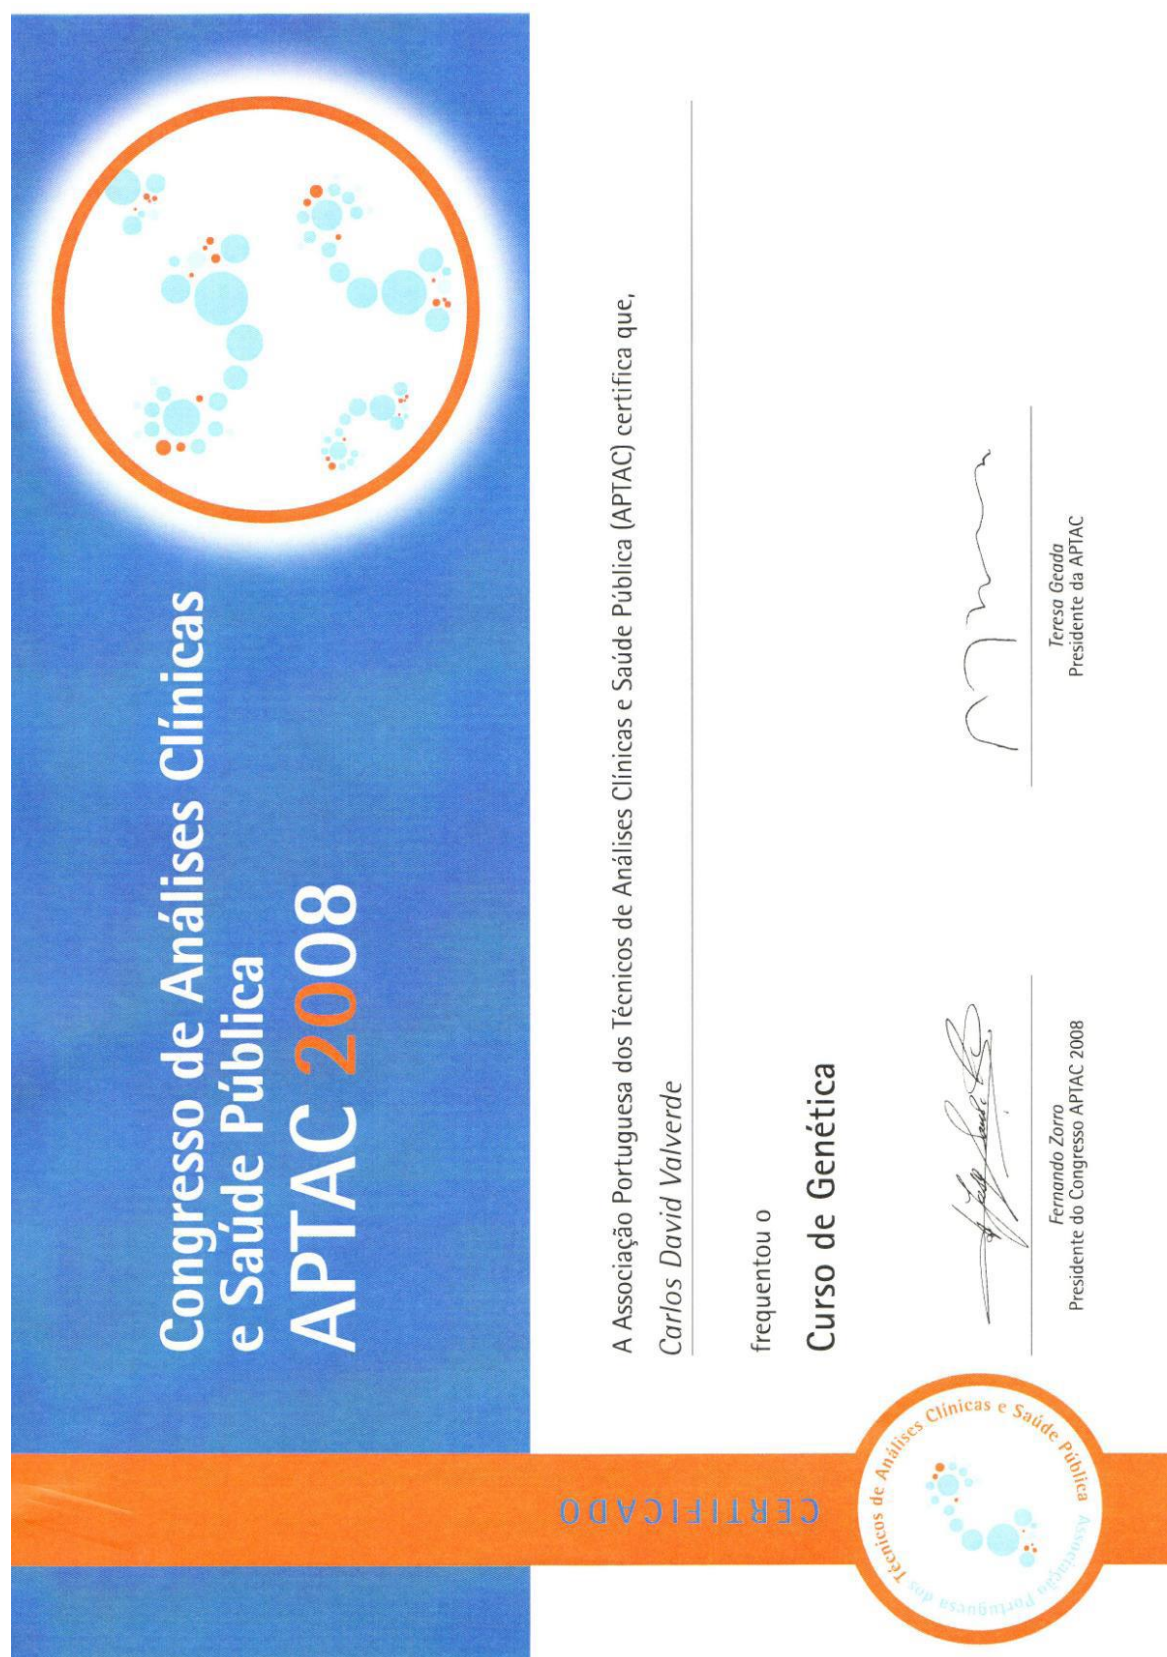 Congresso de Análises Clínicas
e Saúde Pública
APTAC 2008
A Associação Portuguesa dos Técnicos de Análises Clínicas e Saúde Pública (APTAC) certifica que,
Carlos David Valverde
frequentou o
Curso de Genética
Fernando Zorro
Presidente do Congresso APTAC 2008
Teresa Geada
Presidente da APTAC
CERTIFICADO
Associação Portuguesa dos Técnicos de Análises Clínicas e Saúde Pública